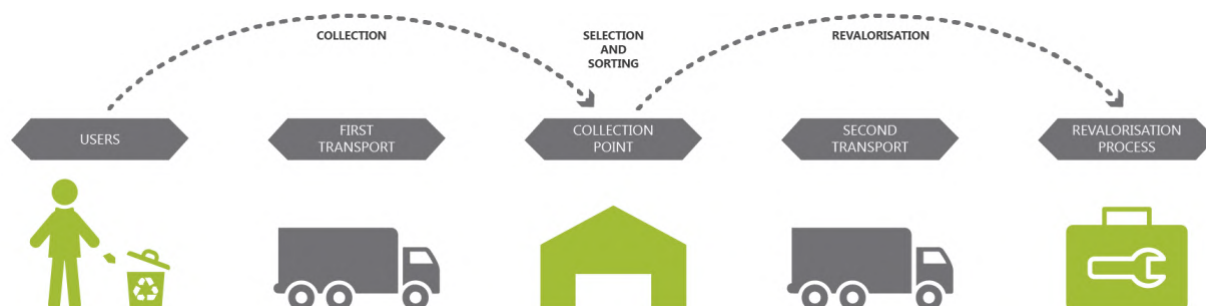 COLLECTION
SELECTION
AND
SORTING
REVALORISATION
USERS
FIRST
TRANSPORT
COLLECTION
POINT
SECOND
TRANSPORT
REVALORISATION
PROCESS